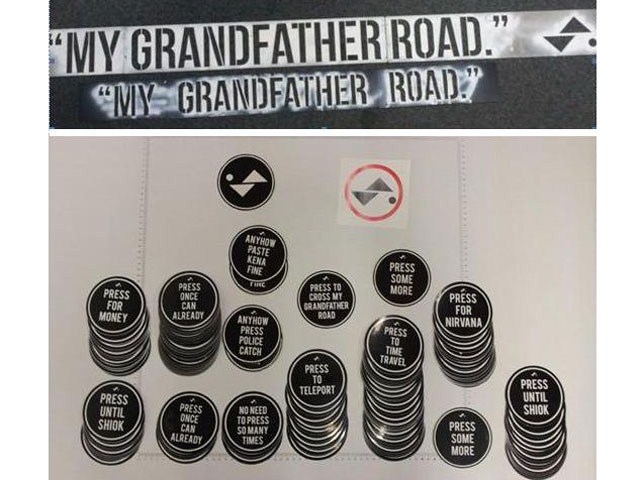 "MY GRANDFATHER ROAD."
"MY GRANDFATHER ROAD."
ANYHOW
PASTE
KENA
FINE
FINE
PRESS
FOR
MONEY
PRESS
ONCE
CAN
ALREADY
ANYHOW
PRESS
POLICE
CATCH
PRESS TO
CROSS MY
GRANDFATHER
ROAD
PRESS
SOME
MORE
PRESS
FOR
NIRVANA
PRESS
TO
TIME
TRAVEL
PRESS
TO
TELEPORT
PRESS
UNTIL
SHIOK
PRESS
ONCE
CAN
ALREADY
NO NEED
TO PRESS
SO MANY
TIMES
PRESS
SOME
MORE
PRESS
UNTIL
SHIOK